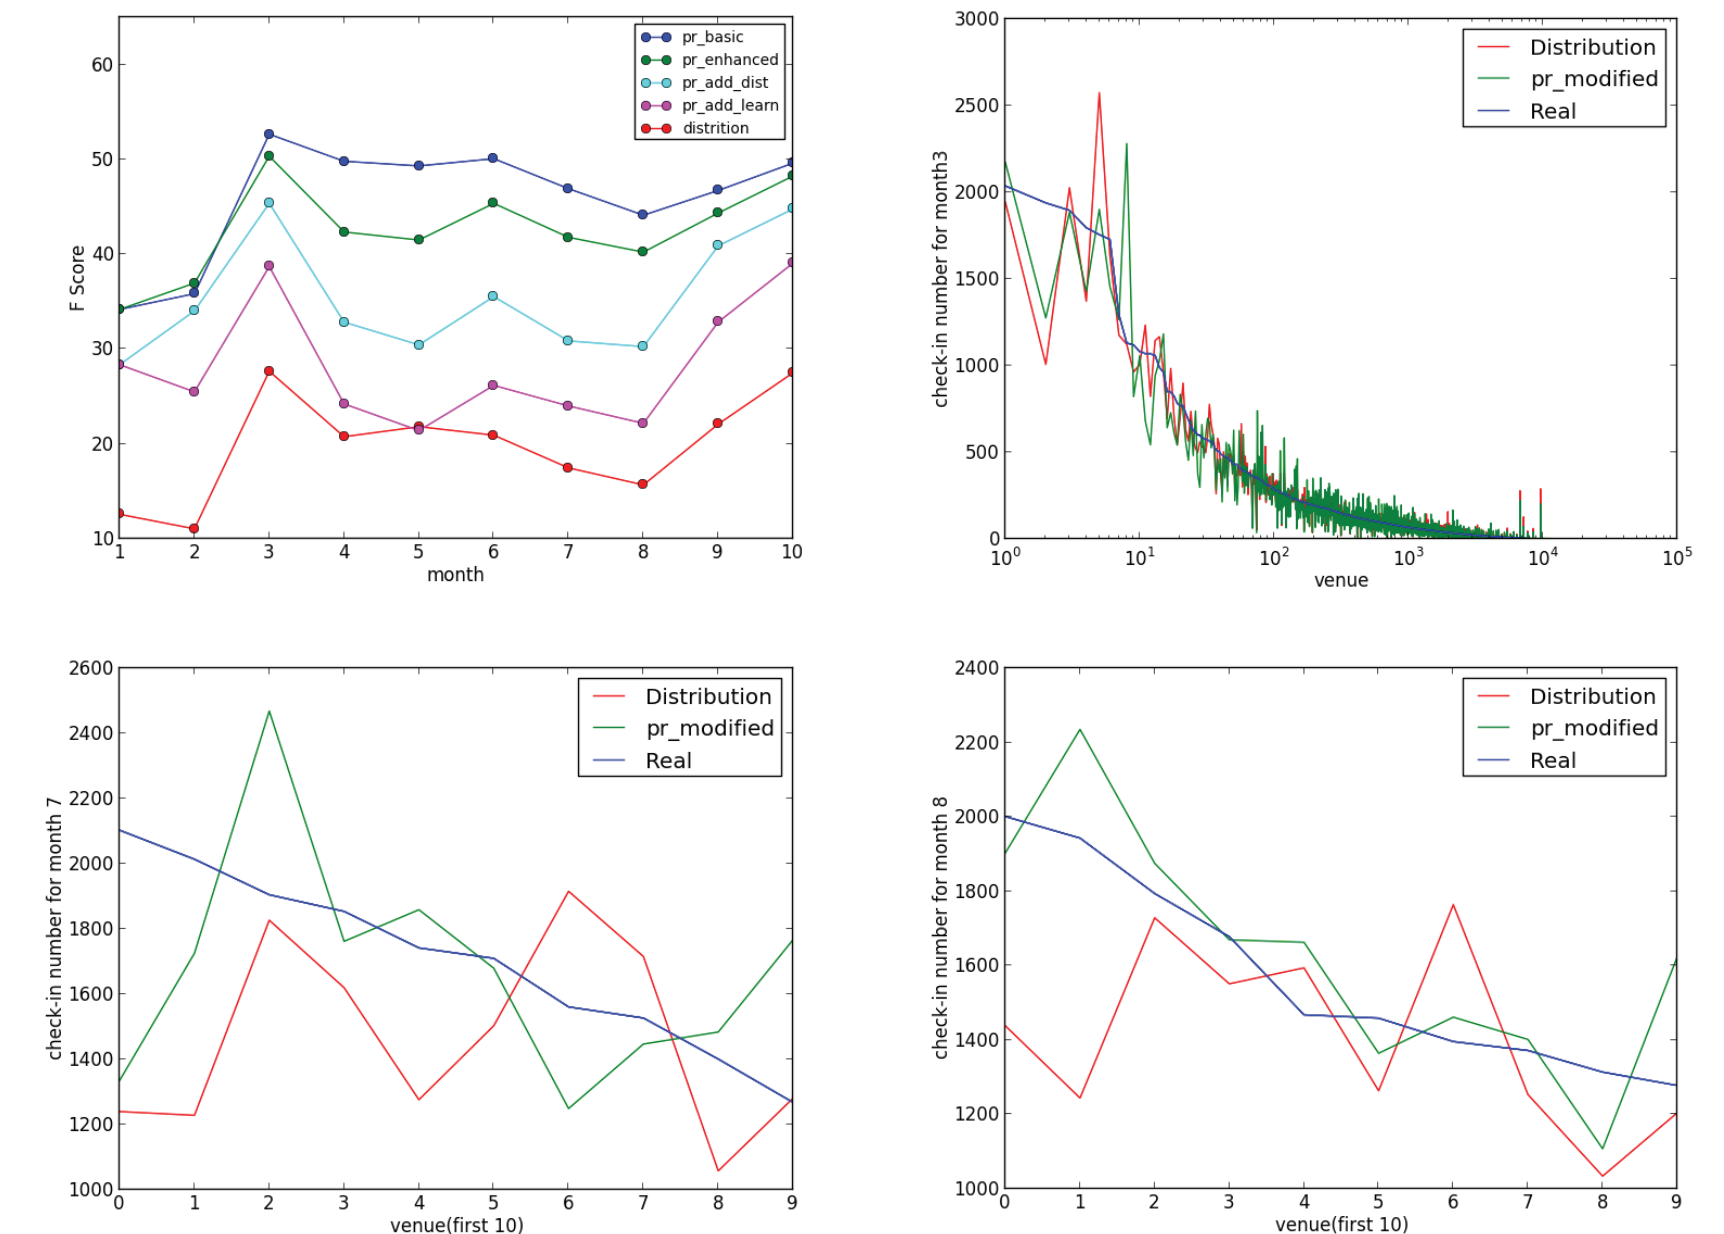 60
50
40
30
20
10
F Score
1 2 3 4 5 6 7 8 9 10
month
pr_basic
pr_enhanced
pr_add_dist
pr_add_learn
distrition
3000
2500
2000
1500
1000
500
0
check-in number for month3
10^0 10^1 10^2 10^3 10^4 10^5
venue
Distribution
pr_modified
Real
2600
2400
2200
2000
1800
1600
1400
1200
1000
check-in number for month 7
0 1 2 3 4 5 6 7 8 9
venue(first 10)
Distribution
pr_modified
Real
2400
2200
2000
1800
1600
1400
1200
1000
check-in number for month 8
0 1 2 3 4 5 6 7 8 9
venue(first 10)
Distribution
pr_modified
Real